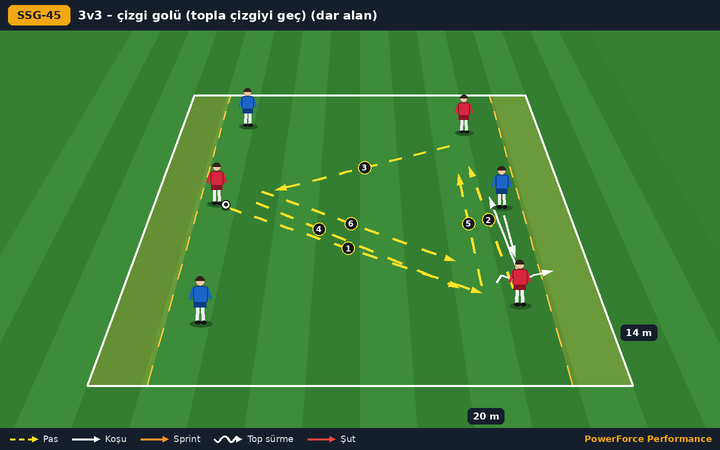 SSG-45 3v3 – çizgi golü (topla çizgiyi geç) (dar alan)
3
6
4
1
5
2
14 m
20 m
Pas
Koşu
Sprint
Top sürme
Şut
PowerForce Performance